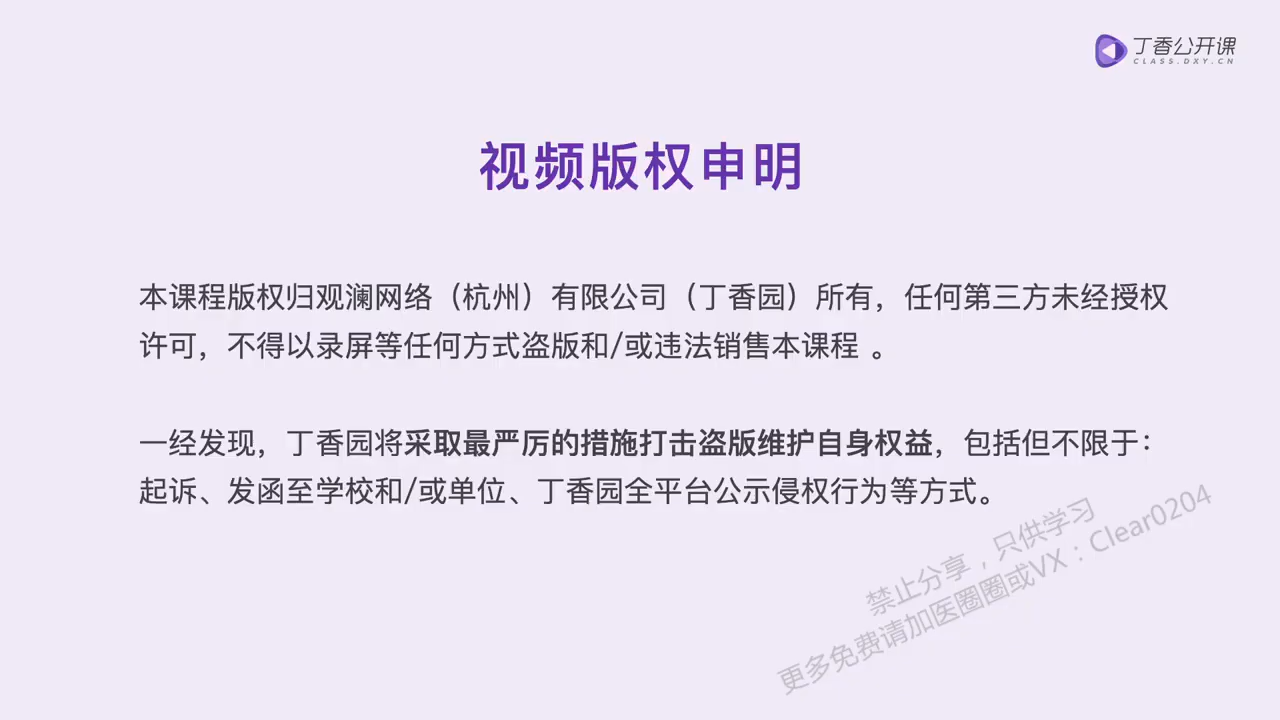 丁香公开课
CLASS.DXY.CN
视频版权申明
本课程版权归观澜网络（杭州）有限公司（丁香园）所有，任何第三方未经授权
许可，不得以录屏等任何方式盗版和/或违法销售本课程 。
一经发现，丁香园将采取最严厉的措施打击盗版维护自身权益，包括但不限于：
起诉、发函至学校和/或单位、丁香园全平台公示侵权行为等方式。
禁止分享，只供学习
更多免费请加医圈圈或VX：Clear0204